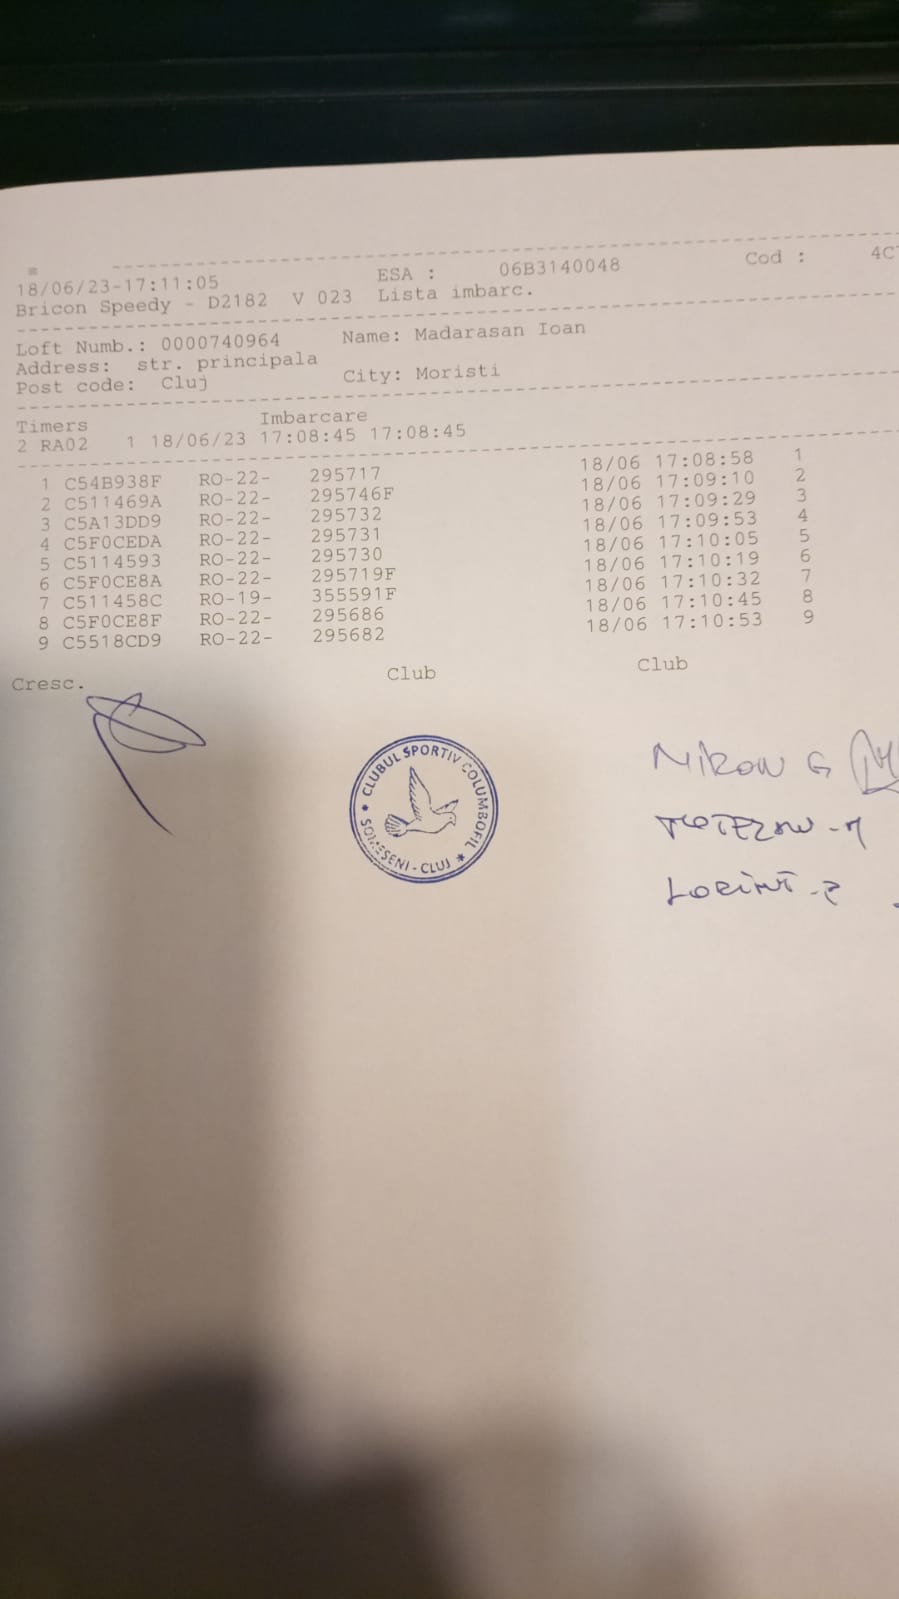 18/06/23-17:11:05 ESA : 06B3140048 Cod :
Bricon Speedy - D2182 V 023 Lista imbarc.
Loft Numb.: 0000740964 Name: Madarasan Ioan
Address: str. principala
Post code: Cluj City: Moristi
Timers Imbarcare
2 RA02 1 18/06/23 17:08:45 17:08:45
1 C54B938F RO-22- 295717 18/06 17:08:58 1
2 C511469A RO-22- 295746F 18/06 17:09:10 2
3 C5A13DD9 RO-22- 295732 18/06 17:09:29 3
4 C5F0CEDA RO-22- 295731 18/06 17:09:53 4
5 C5114593 RO-22- 295730 18/06 17:10:05 5
6 C5F0CE8A RO-22- 295719F 18/06 17:10:19 6
7 C511458C RO-19- 355591F 18/06 17:10:32 7
8 C5F0CE8F RO-22- 295686 18/06 17:10:45 8
9 C5518CD9 RO-22- 295682 18/06 17:10:53 9
Cresc. Club Club
CLUBUL SPORTIV COLUMBOFIL
SOMESENI - CLUJ
MIRON G